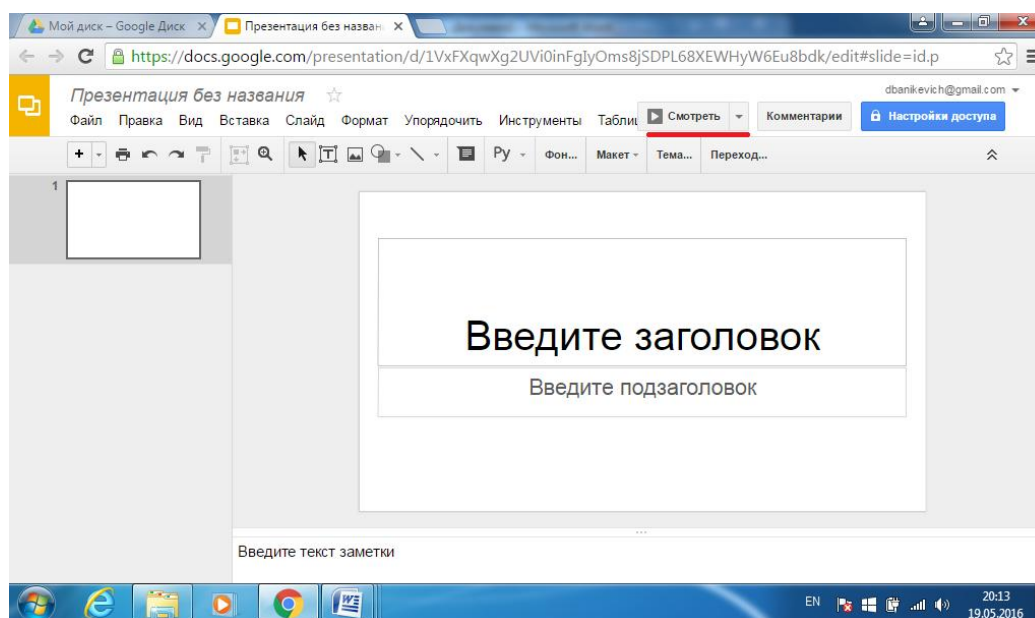 Мой диск – Google Диск
Презентация без назван
https://docs.google.com/presentation/d/1VxFXqwXg2UVi0inFgIyOms8jSDPL68XEWHyW6Eu8bdk/edit#slide=id.p
Презентация без названия
dbanikevich@gmail.com
Файл Правка Вид Вставка Слайд Формат Упорядочить Инструменты Таблиц Смотреть Комментарии Настройки доступа
Ру Фон... Макет Тема... Переход...
1
Введите заголовок
Введите подзаголовок
Введите текст заметки
EN
20:13
19.05.2016